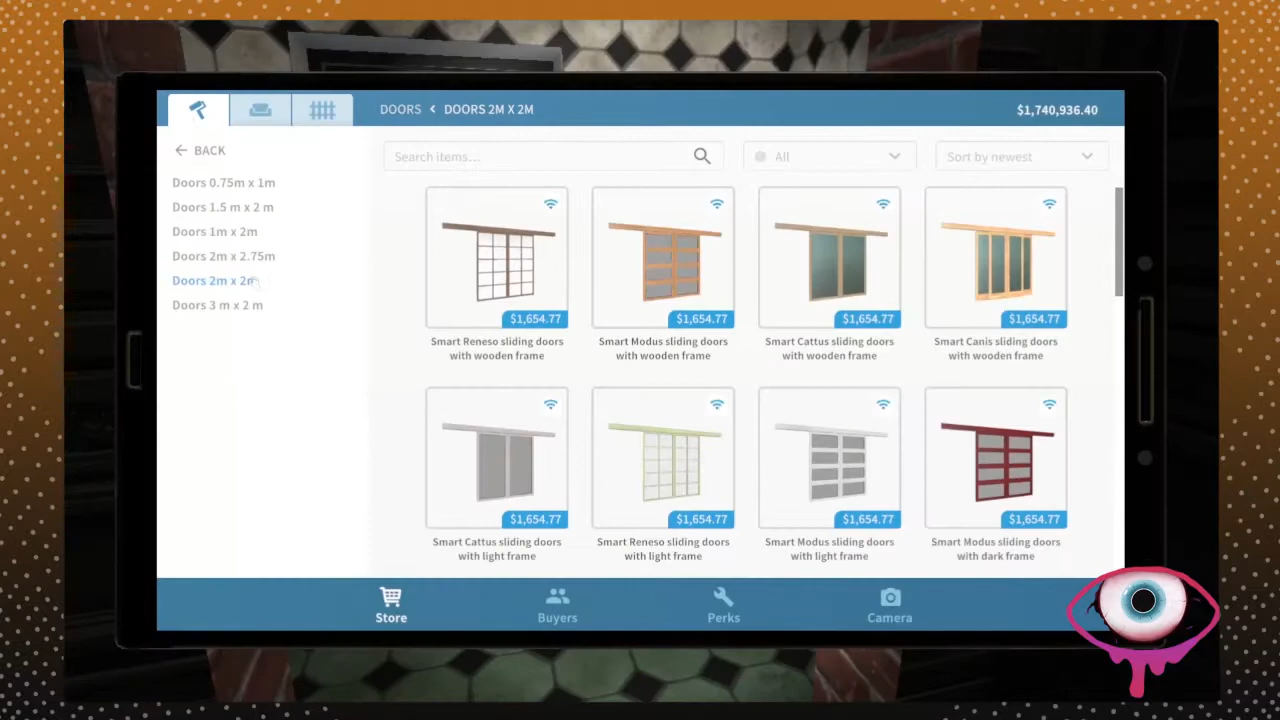 DOORS < DOORS 2M X 2M
$1,740,936.40
BACK
Search items...
All
Sort by newest
Doors 0.75m x 1m
Doors 1.5 m x 2 m
Doors 1m x 2m
Doors 2m x 2.75m
Doors 2m x 2m
Doors 3 m x 2 m
$1,654.77
$1,654.77
$1,654.77
$1,654.77
Smart Reneso sliding doors
with wooden frame
Smart Modus sliding doors
with wooden frame
Smart Cattus sliding doors
with wooden frame
Smart Canis sliding doors
with wooden frame
$1,654.77
$1,654.77
$1,654.77
$1,654.77
Smart Cattus sliding doors
with light frame
Smart Reneso sliding doors
with light frame
Smart Modus sliding doors
with light frame
Smart Modus sliding doors
with dark frame
Store
Buyers
Perks
Camera